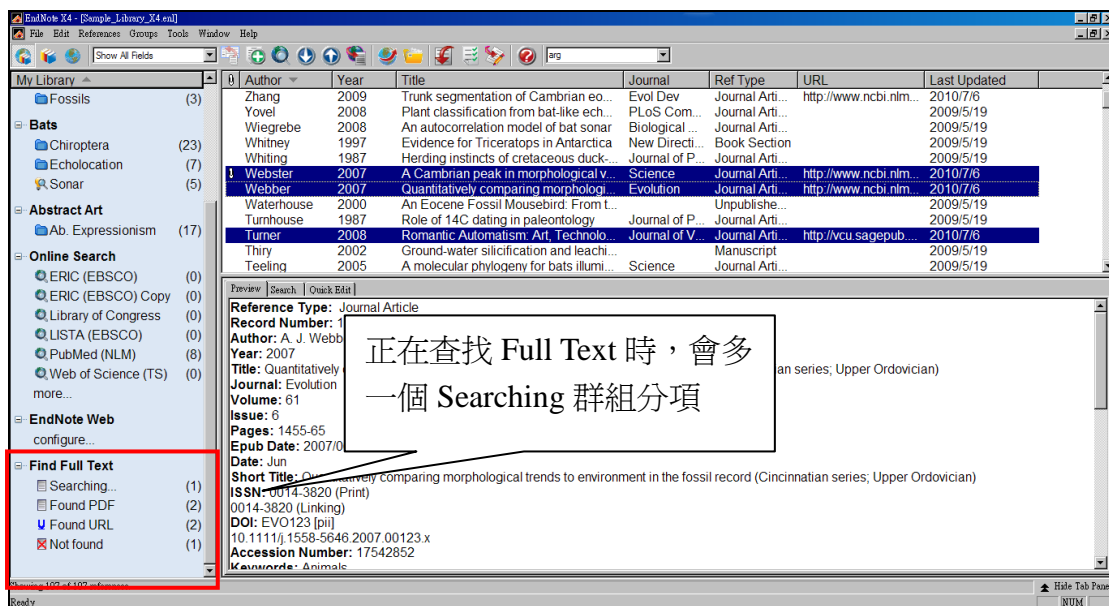 EndNote X4 - [Sample_Library_X4.enl]
File Edit References Groups Tools Window Help
Show All Fields arg
My Library
Fossils (3)
Bats
Chiroptera (23)
Echolocation (7)
Sonar (5)
Abstract Art
Ab. Expressionism (17)
Online Search
ERIC (EBSCO) (0)
ERIC (EBSCO) Copy (0)
Library of Congress (0)
LISTA (EBSCO) (0)
PubMed (NLM) (8)
Web of Science (TS) (0)
more...
EndNote Web
configure...
Find Full Text
Searching... (1)
Found PDF (2)
Found URL (2)
Not found (1)
Author Year Title Journal Ref Type URL Last Updated
Zhang 2009 Trunk segmentation of Cambrian eo... Evol Dev Journal Arti... http://www.ncbi.nlm... 2010/7/6
Yovel 2008 Plant classification from bat-like ech... PLoS Com... Journal Arti... 2009/5/19
Wiegrebe 2008 An autocorrelation model of bat sonar Biological ... Journal Arti... 2009/5/19
Whitney 1997 Evidence for Triceratops in Antarctica New Directi... Book Section 2009/5/19
Whiting 1987 Herding instincts of cretaceous duck-... Journal of P... Journal Arti... 2009/5/19
Webster 2007 A Cambrian peak in morphological v... Science Journal Arti... http://www.ncbi.nlm... 2010/7/6
Webber 2007 Quantitatively comparing morphologi... Evolution Journal Arti... http://www.ncbi.nlm... 2010/7/6
Waterhouse 2000 An Eocene Fossil Mousebird: From t... Unpublishe... 2009/5/19
Turnhouse 1987 Role of 14C dating in paleontology Journal of P... Journal Arti... 2009/5/19
Turner 2008 Romantic Automatism: Art, Technolo... Journal of V... Journal Arti... http://vcu.sagepub.... 2010/7/6
Thiry 2002 Ground-water silicification and leachi... Manuscript 2009/5/19
Teeling 2005 A molecular phylogeny for bats illumi... Science Journal Arti... 2009/5/19
Preview Search Quick Edit
Reference Type: Journal Article
Record Number: 1
Author: A. J. Webb
Year: 2007
Title: Quantitatively an series; Upper Ordovician)
Journal: Evolution
Volume: 61
Issue: 6
Pages: 1455-65
Epub Date: 2007/0
Date: Jun
Short Title: Quantitatively comparing morphological trends to environment in the fossil record (Cincinnatian series; Upper Ordovician)
ISSN: 0014-3820 (Print)
0014-3820 (Linking)
DOI: EVO123 [pii]
10.1111/j.1558-5646.2007.00123.x
Accession Number: 17542852
Keywords: Animals
正在查找 Full Text 時，會多
一個 Searching 群組分項
Showing 107 of 107 references.
Hide Tab Pane
Ready NUM